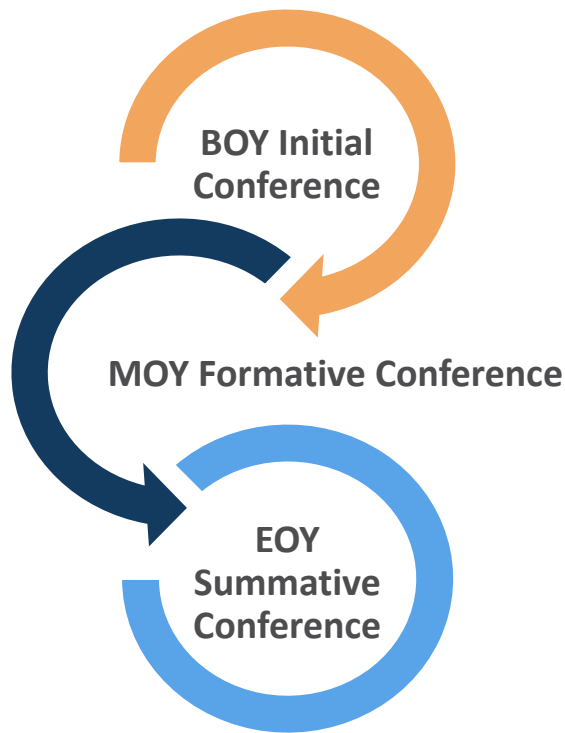 BOY Initial
Conference
MOY Formative Conference
EOY
Summative
Conference